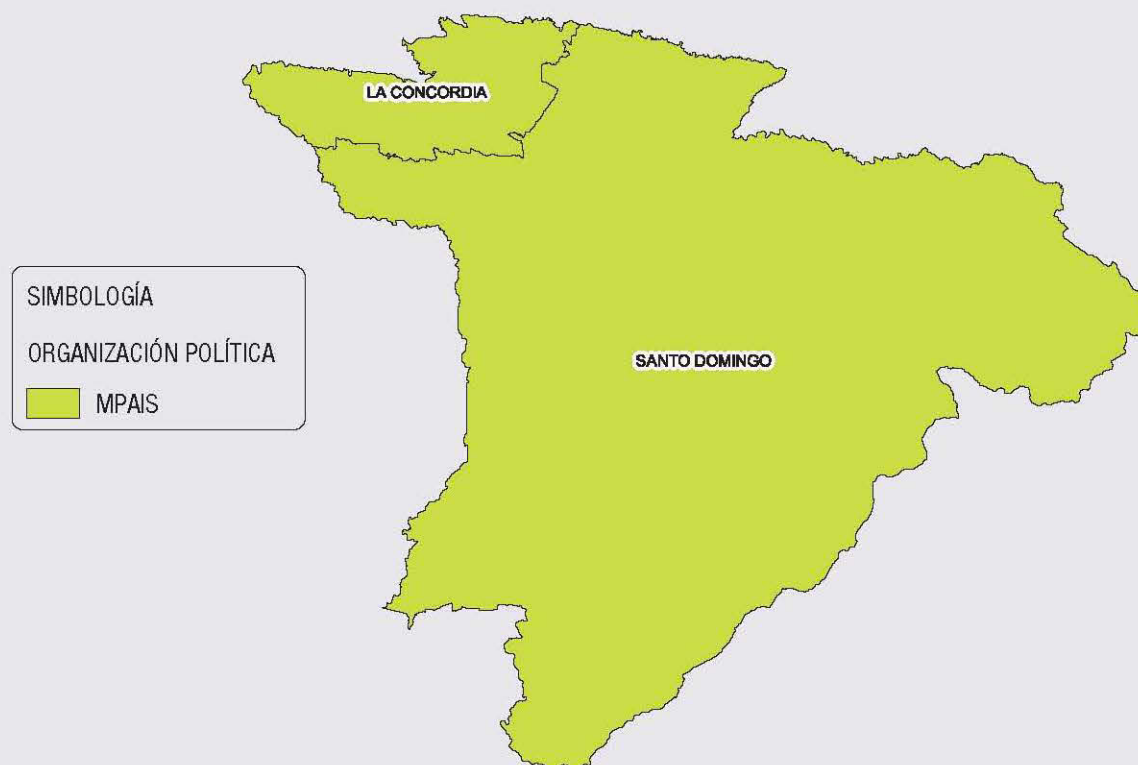 LA CONCORDIA
SANTO DOMINGO
SIMBOLOGÍA
ORGANIZACIÓN POLÍTICA
MPAIS